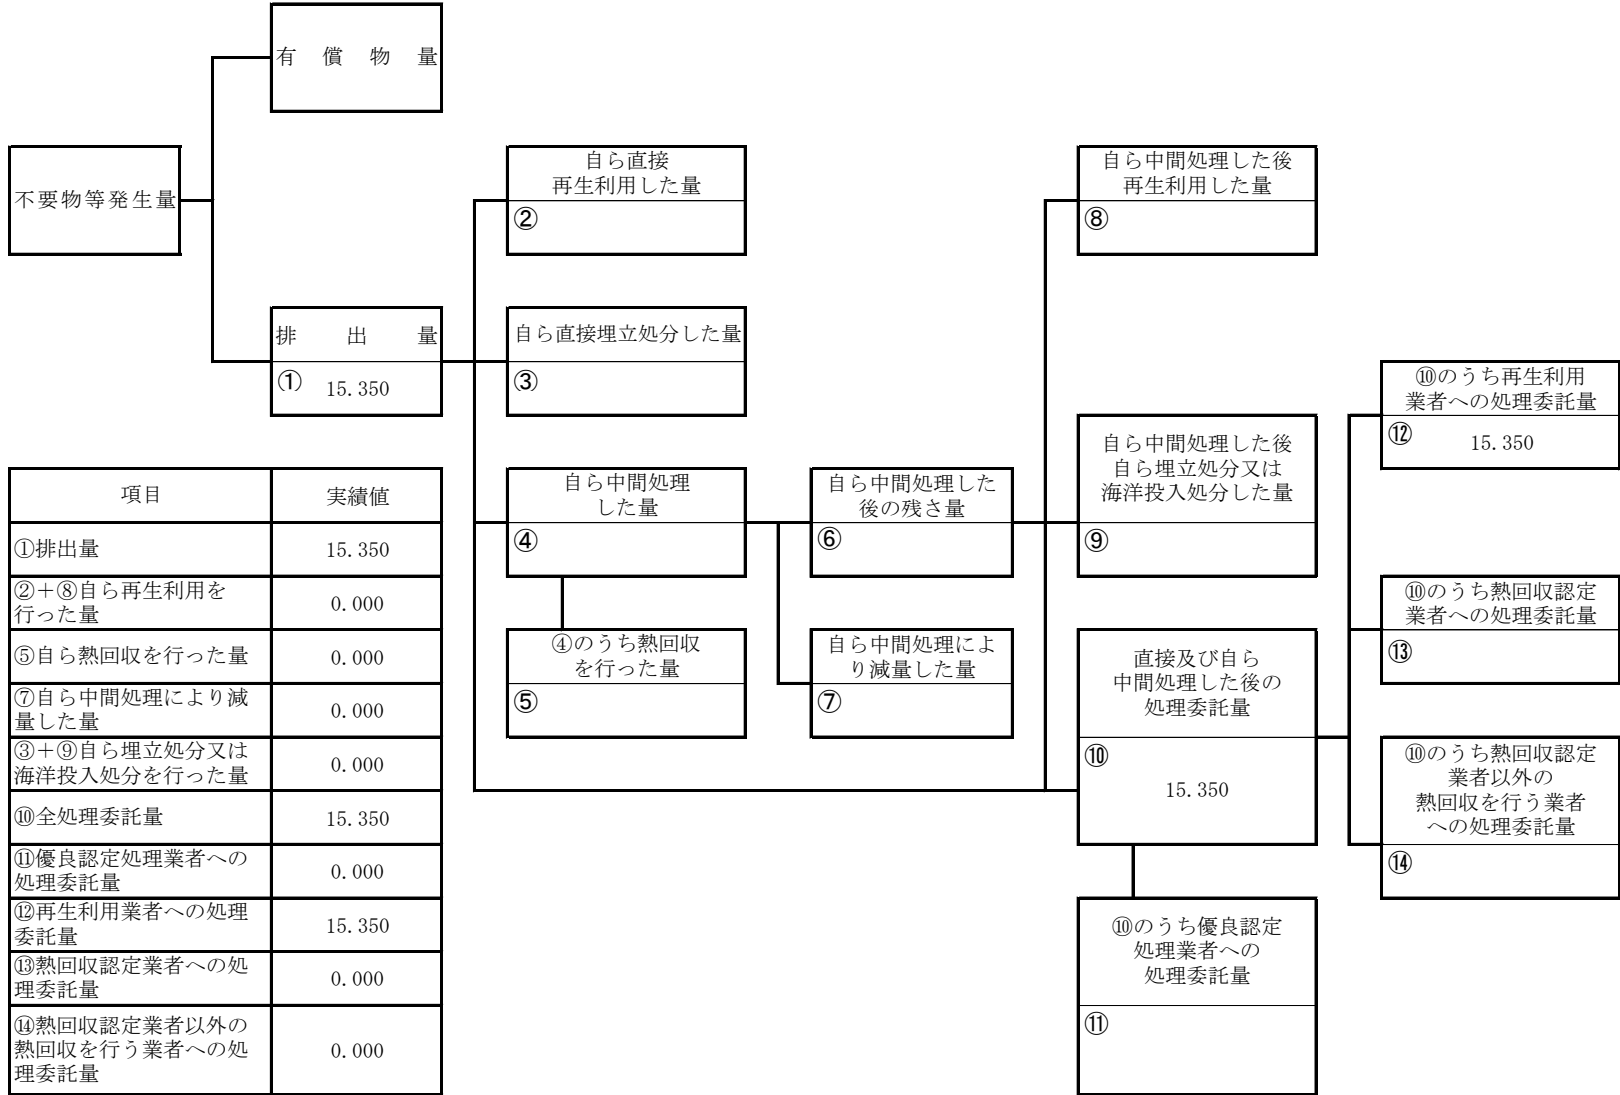 有償物量
不要物等発生量
排出量
① 15.350
自ら直接
再生利用した量
②
自ら直接埋立処分した量
③
自ら中間処理
した量
④
④のうち熱回収
を行った量
⑤
自ら中間処理した
後の残さ量
⑥
自ら中間処理によ
り減量した量
⑦
自ら中間処理した後
再生利用した量
⑧
自ら中間処理した後
自ら埋立処分又は
海洋投入処分した量
⑨
直接及び自ら
中間処理した後の
処理委託量
⑩
15.350
⑩のうち優良認定
処理業者への
処理委託量
⑪
⑩のうち再生利用
業者への処理委託量
⑫ 15.350
⑩のうち熱回収認定
業者への処理委託量
⑬
⑩のうち熱回収認定
業者以外の
熱回収を行う業者
への処理委託量
⑭
項目 実績値
①排出量 15.350
②+⑧自ら再生利用を
行った量 0.000
⑤自ら熱回収を行った量 0.000
⑦自ら中間処理により減
量した量 0.000
③+⑨自ら埋立処分又は
海洋投入処分を行った量 0.000
⑩全処理委託量 15.350
⑪優良認定処理業者への
処理委託量 0.000
⑫再生利用業者への処理
委託量 15.350
⑬熱回収認定業者への処
理委託量 0.000
⑭熱回収認定業者以外の
熱回収を行う業者への処
理委託量 0.000